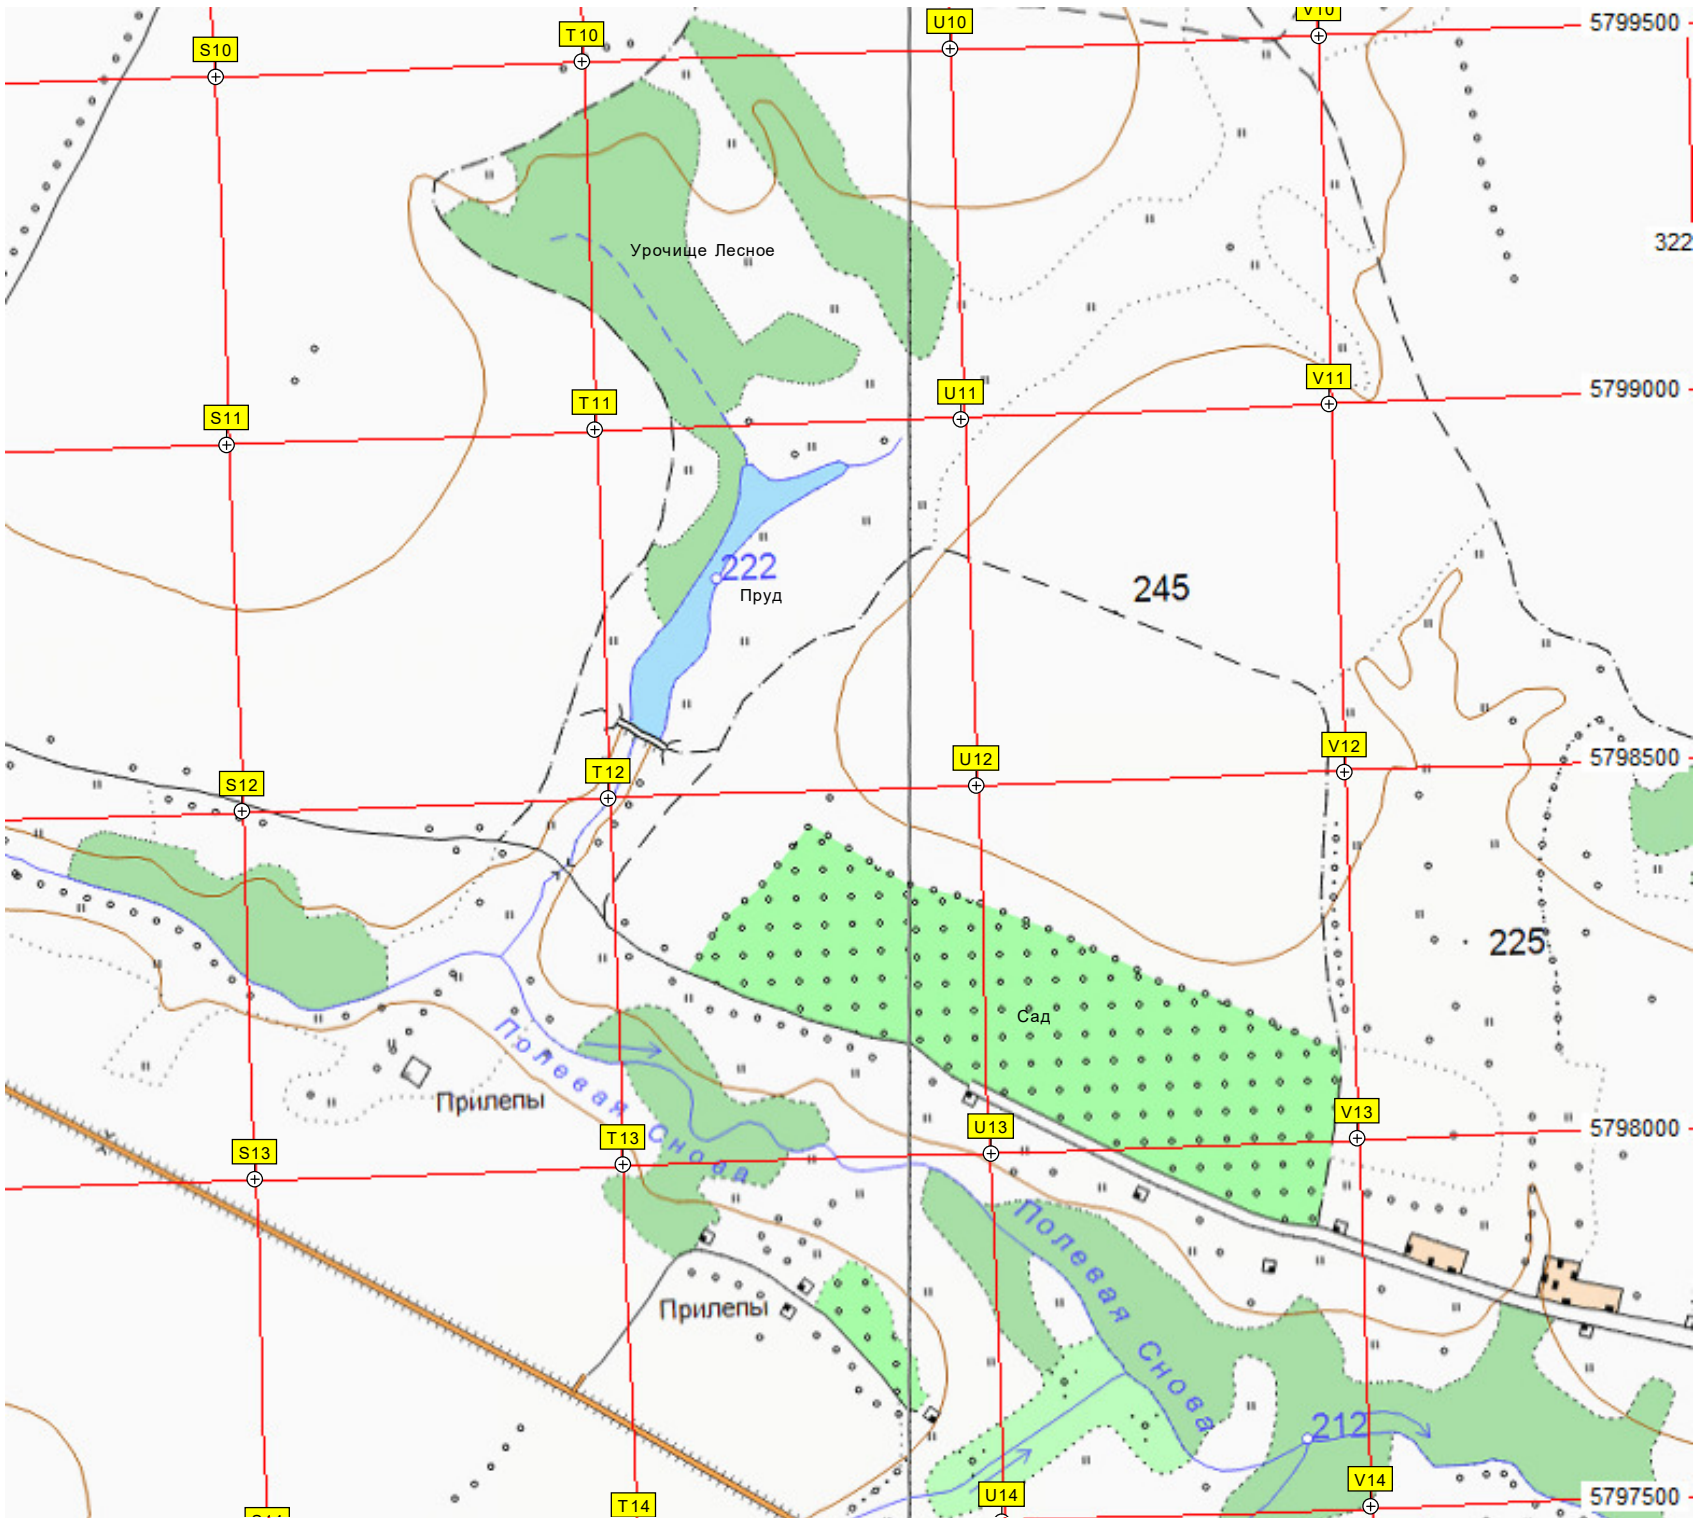 S10
T10
U10
V10
5799500
322
Урочище Лесное
S11
T11
U11
V11
5799000
222
Пруд
245
S12
T12
U12
V12
5798500
225
Сад
Полевая Снова
Прилепы
S13
T13
U13
V13
5798000
Прилепы
Полевая Снова
212
T14
U14
V14
5797500